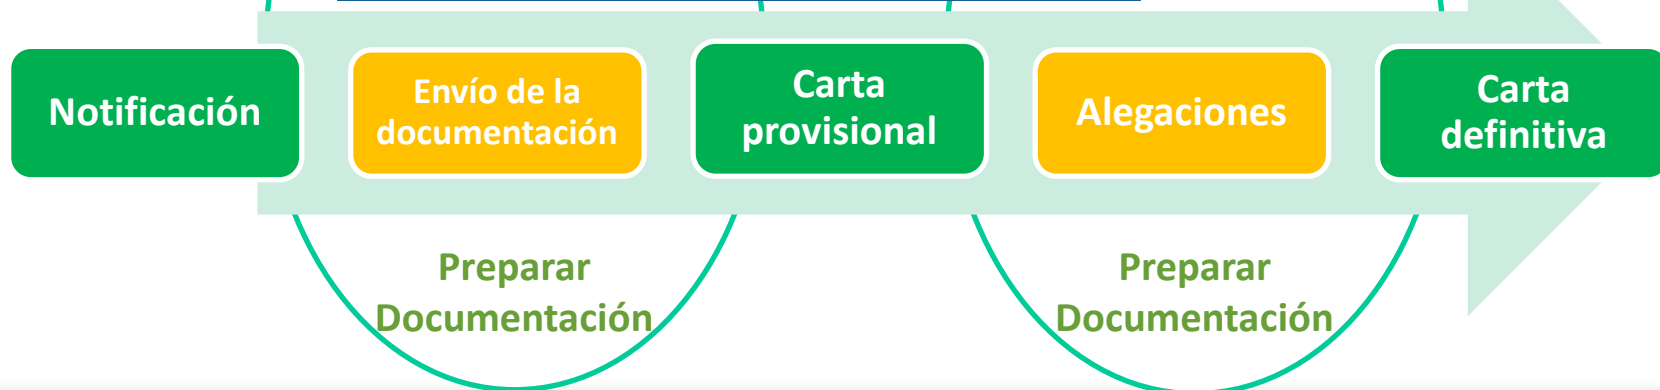 Notificación
Envío de la
documentación
Carta
provisional
Alegaciones
Carta
definitiva
Preparar
Documentación
Preparar
Documentación